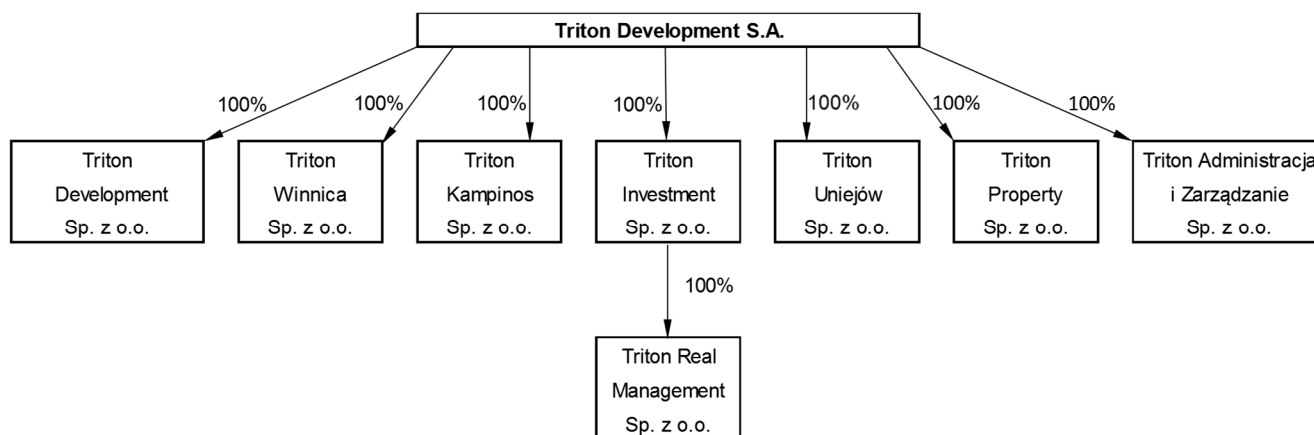 Triton Development S.A.
100%
100%
100%
100%
100%
100%
100%
Triton
Development
Sp. z o.o.
Triton
Winnica
Sp. z o.o.
Triton
Kampinos
Sp. z o.o.
Triton
Investment
Sp. z o.o.
Triton
Uniejów
Sp. z o.o.
Triton
Property
Sp. z o.o.
Triton Administracja
i Zarządzanie
Sp. z o.o.
100%
Triton Real
Management
Sp. z o.o.